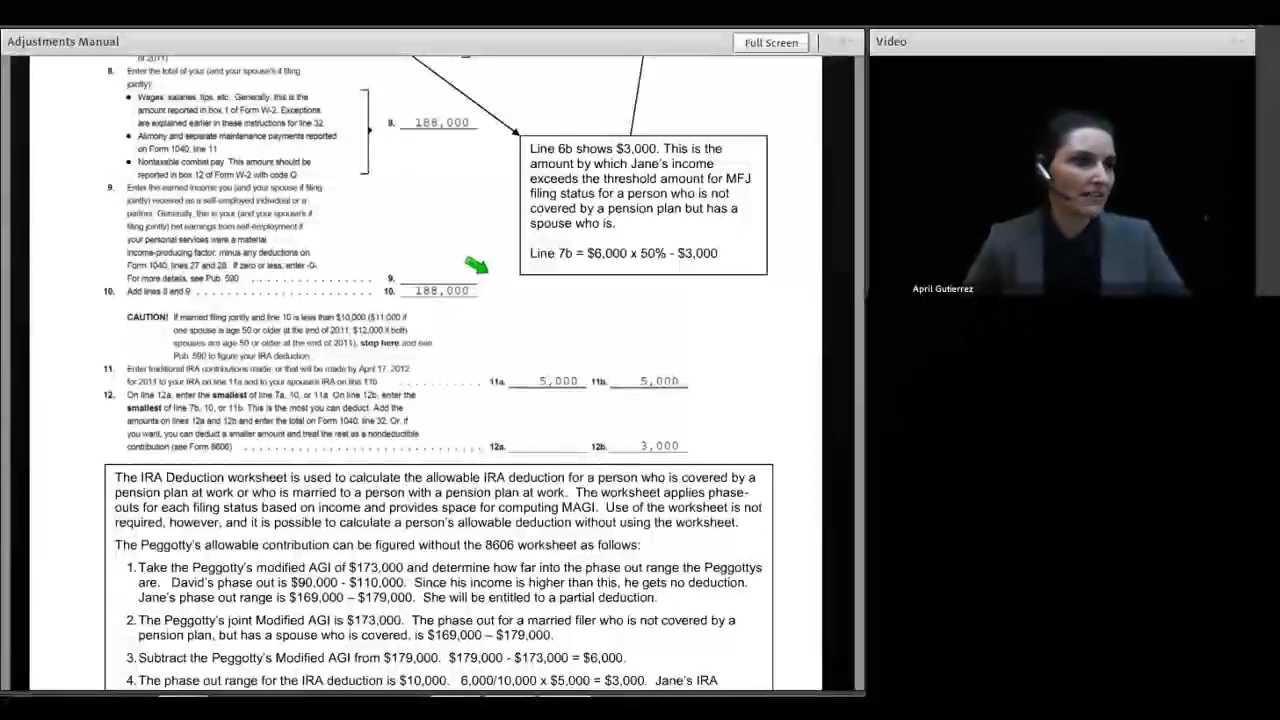 Adjustments Manual
Full Screen
Video
of 2011)
8. Enter the total of your (and your spouse's if filing
jointly)
• Wages, salaries, tips, etc. Generally, this is the
amount reported in box 1 of Form W-2. Exceptions
are explained earlier in these instructions for line 32
• Alimony and separate maintenance payments reported
on Form 1040, line 11
• Nontaxable combat pay. This amount should be
reported in box 12 of Form W-2 with code Q
8. 188,000
9. Enter the earned income you (and your spouse if filing
jointly) received as a self-employed individual or a
partner. Generally, this is your (and your spouse's if
filing jointly) net earnings from self-employment if
your personal services were a material
income-producing factor, minus any deductions on
Form 1040, lines 27 and 28. If zero or less, enter -0-
For more details, see Pub. 590 9.
10. Add lines 8 and 9 10. 188,000
Line 6b shows $3,000. This is the
amount by which Jane's income
exceeds the threshold amount for MFJ
filing status for a person who is not
covered by a pension plan but has a
spouse who is.
Line 7b = $6,000 x 50% - $3,000
CAUTION! If married filing jointly and line 10 is less than $10,000 ($11,000 if
one spouse is age 50 or older at the end of 2011; $12,000 if both
spouses are age 50 or older at the end of 2011), stop here and see
Pub. 590 to figure your IRA deduction.
11. Enter traditional IRA contributions made, or that will be made by April 17, 2012
for 2011 to your IRA on line 11a and to your spouse's IRA on line 11b 11a. 5,000 11b. 5,000
12. On line 12a, enter the smallest of line 7a, 10, or 11a. On line 12b, enter the
smallest of line 7b, 10, or 11b. This is the most you can deduct. Add the
amounts on lines 12a and 12b and enter the total on Form 1040, line 32. Or, if
you want, you can deduct a smaller amount and treat the rest as a nondeductible
contribution (see Form 8606) 12a. 12b. 3,000
The IRA Deduction worksheet is used to calculate the allowable IRA deduction for a person who is covered by a
pension plan at work or who is married to a person with a pension plan at work. The worksheet applies phase-
outs for each filing status based on income and provides space for computing MAGI. Use of the worksheet is not
required, however, and it is possible to calculate a person's allowable deduction without using the worksheet.
The Peggotty's allowable contribution can be figured without the 8606 worksheet as follows:
1. Take the Peggotty's modified AGI of $173,000 and determine how far into the phase out range the Peggottys
are. David's phase out is $90,000 - $110,000. Since his income is higher than this, he gets no deduction.
Jane's phase out range is $169,000 – $179,000. She will be entitled to a partial deduction.
2. The Peggotty's joint Modified AGI is $173,000. The phase out for a married filer who is not covered by a
pension plan, but has a spouse who is covered, is $169,000 – $179,000.
3. Subtract the Peggotty's Modified AGI from $179,000. $179,000 - $173,000 = $6,000.
4. The phase out range for the IRA deduction is $10,000. 6,000/10,000 x $5,000 = $3,000. Jane's IRA
April Gutierrez